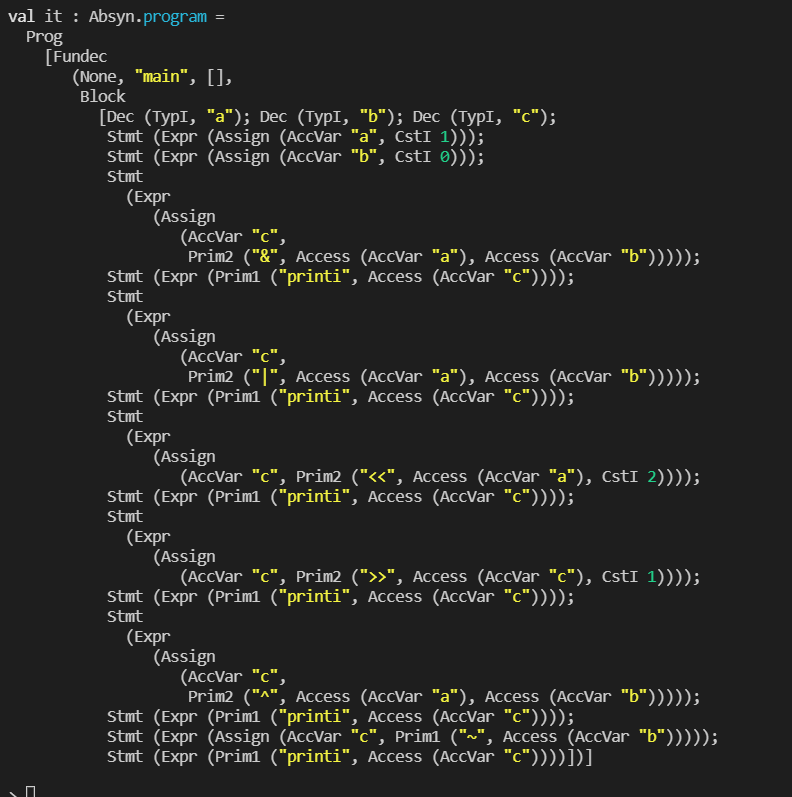 val it : Absyn.program =
  Prog
    [Fundec
       (None, "main", [],
        Block
          [Dec (TypI, "a"); Dec (TypI, "b"); Dec (TypI, "c");
           Stmt (Expr (Assign (AccVar "a", CstI 1)));
           Stmt (Expr (Assign (AccVar "b", CstI 0)));
           Stmt
             (Expr
                (Assign
                   (AccVar "c",
                    Prim2 ("&", Access (AccVar "a"), Access (AccVar "b")))));
           Stmt (Expr (Prim1 ("printi", Access (AccVar "c"))));
           Stmt
             (Expr
                (Assign
                   (AccVar "c",
                    Prim2 ("|", Access (AccVar "a"), Access (AccVar "b")))));
           Stmt (Expr (Prim1 ("printi", Access (AccVar "c"))));
           Stmt
             (Expr
                (Assign
                   (AccVar "c", Prim2 ("<<", Access (AccVar "a"), CstI 2))));
           Stmt (Expr (Prim1 ("printi", Access (AccVar "c"))));
           Stmt
             (Expr
                (Assign
                   (AccVar "c", Prim2 (">>", Access (AccVar "c"), CstI 1))));
           Stmt (Expr (Prim1 ("printi", Access (AccVar "c"))));
           Stmt
             (Expr
                (Assign
                   (AccVar "c",
                    Prim2 ("^", Access (AccVar "a"), Access (AccVar "b")))));
           Stmt (Expr (Prim1 ("printi", Access (AccVar "c"))));
           Stmt (Expr (Assign (AccVar "c", Prim1 ("~", Access (AccVar "b")))));
           Stmt (Expr (Prim1 ("printi", Access (AccVar "c"))))])]
>